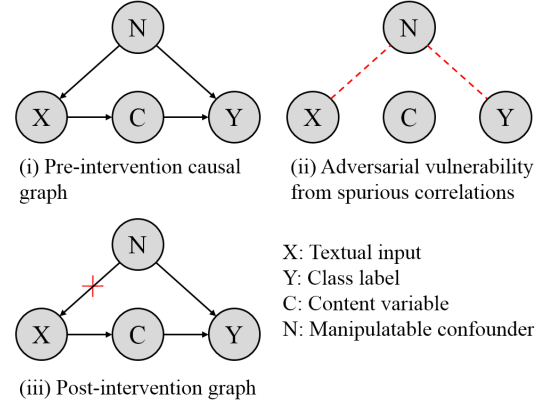 N
X
C
Y
(i) Pre-intervention causal
graph
N
X
C
Y
(ii) Adversarial vulnerability
from spurious correlations
N
X
C
Y
(iii) Post-intervention graph
X: Textual input
Y: Class label
C: Content variable
N: Manipulatable confounder